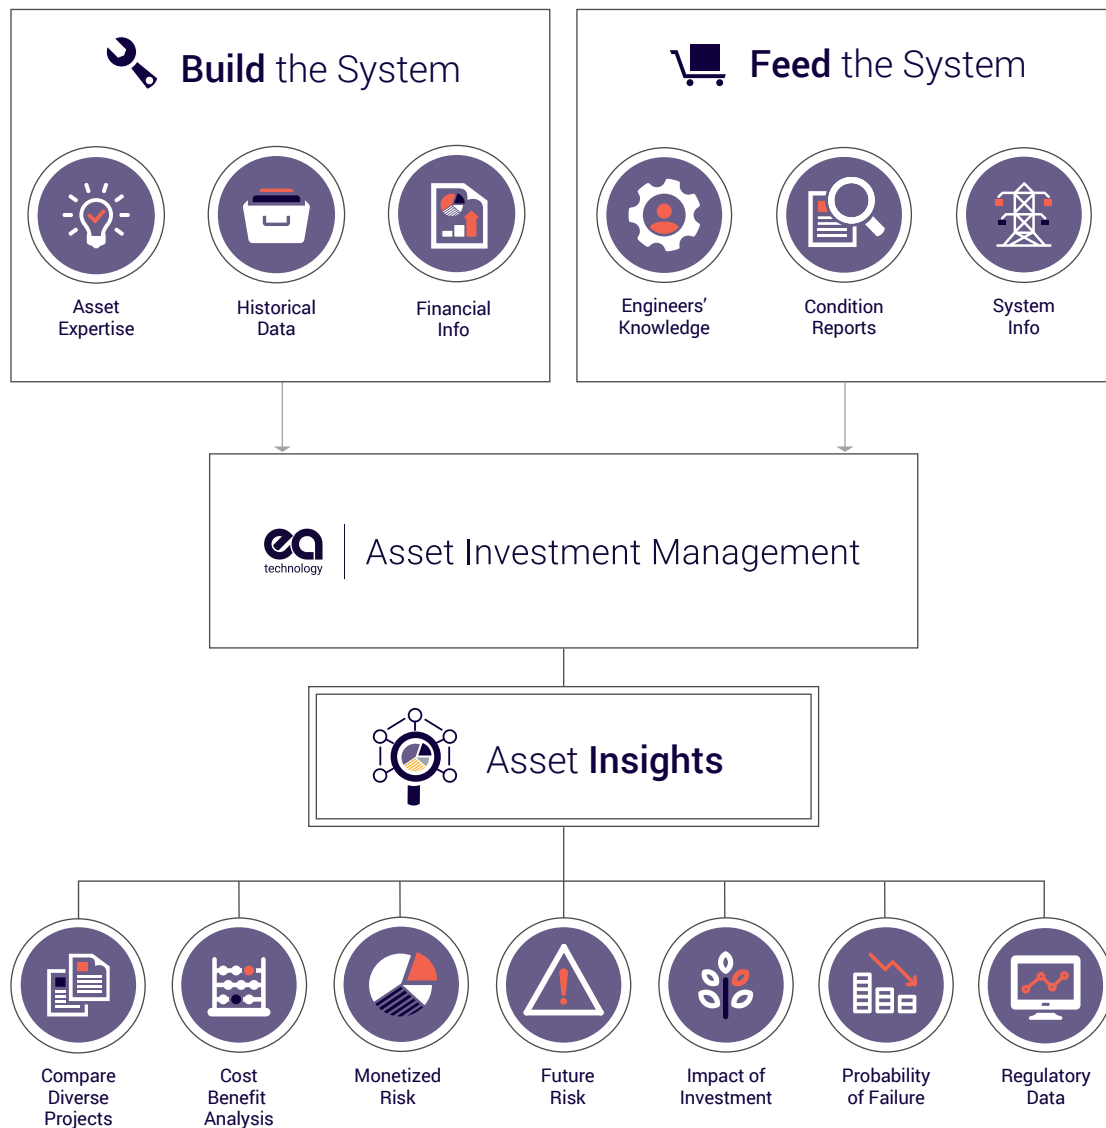 Build the System
Feed the System
Asset
Expertise
Historical
Data
Financial
Info
Engineers’
Knowledge
Condition
Reports
System
Info
ea
technology
Asset Investment Management
Asset Insights
Compare
Diverse
Projects
Cost
Benefit
Analysis
Monetized
Risk
Future
Risk
Impact of
Investment
Probability
of Failure
Regulatory
Data